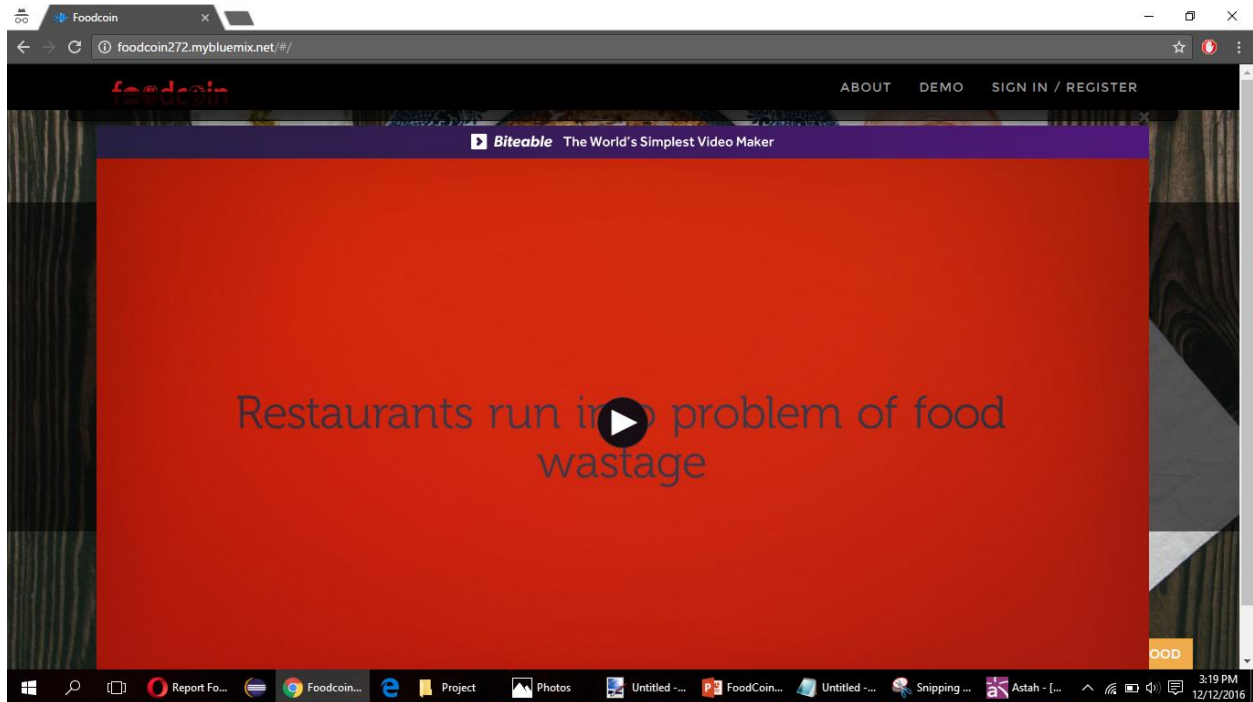 Foodcoin
foodcoin272.mybluemix.net/#/
foodcoin
ABOUT DEMO SIGN IN / REGISTER
Biteable The World's Simplest Video Maker
Restaurants run into problem of food
wastage
OOD
Report Fo... Foodcoin... Project Photos Untitled -... FoodCoin... Untitled -... Snipping ... Astah - [... 3:19 PM
12/12/2016